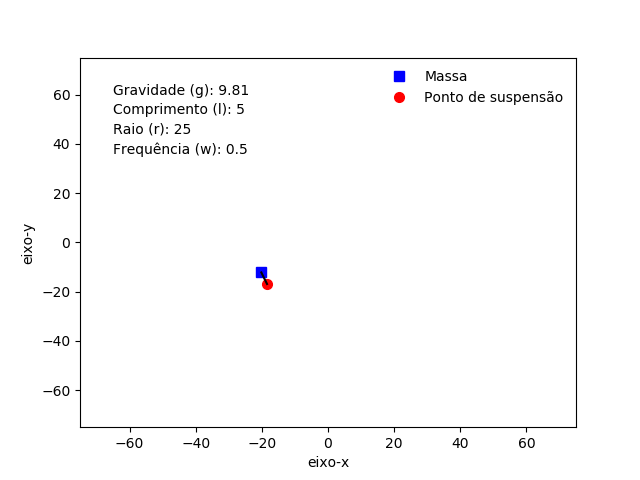 Gravidade (g): 9.81
Comprimento (l): 5
Raio (r): 25
Frequência (w): 0.5
Massa
Ponto de suspensão
eixo-y
60
40
20
0
−20
−40
−60
−60 −40 −20 0 20 40 60
eixo-x